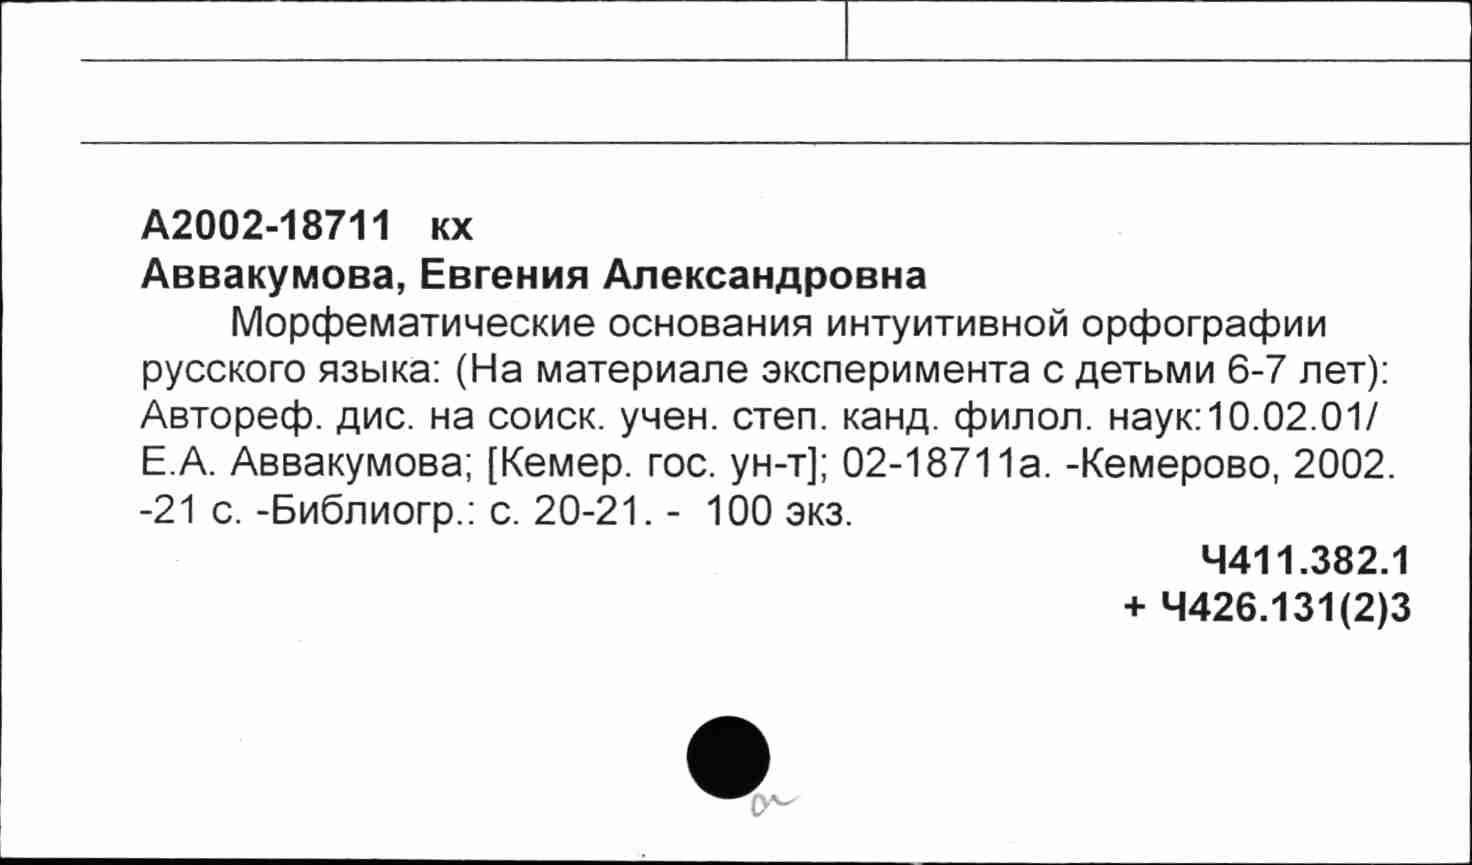 А2002-18711 кх
Аввакумова, Евгения Александровна
Морфематические основания интуитивной орфографии
русского языка: (На материале эксперимента с детьми 6-7 лет):
Автореф. дис. на соиск. учен. степ. канд. филол. наук:10.02.01/
Е.А. Аввакумова; [Кемер. гос. ун-т]; 02-18711а. -Кемерово, 2002.
-21 с. -Библиогр.: с. 20-21. - 100 экз.
Ч411.382.1
+ Ч426.131(2)3